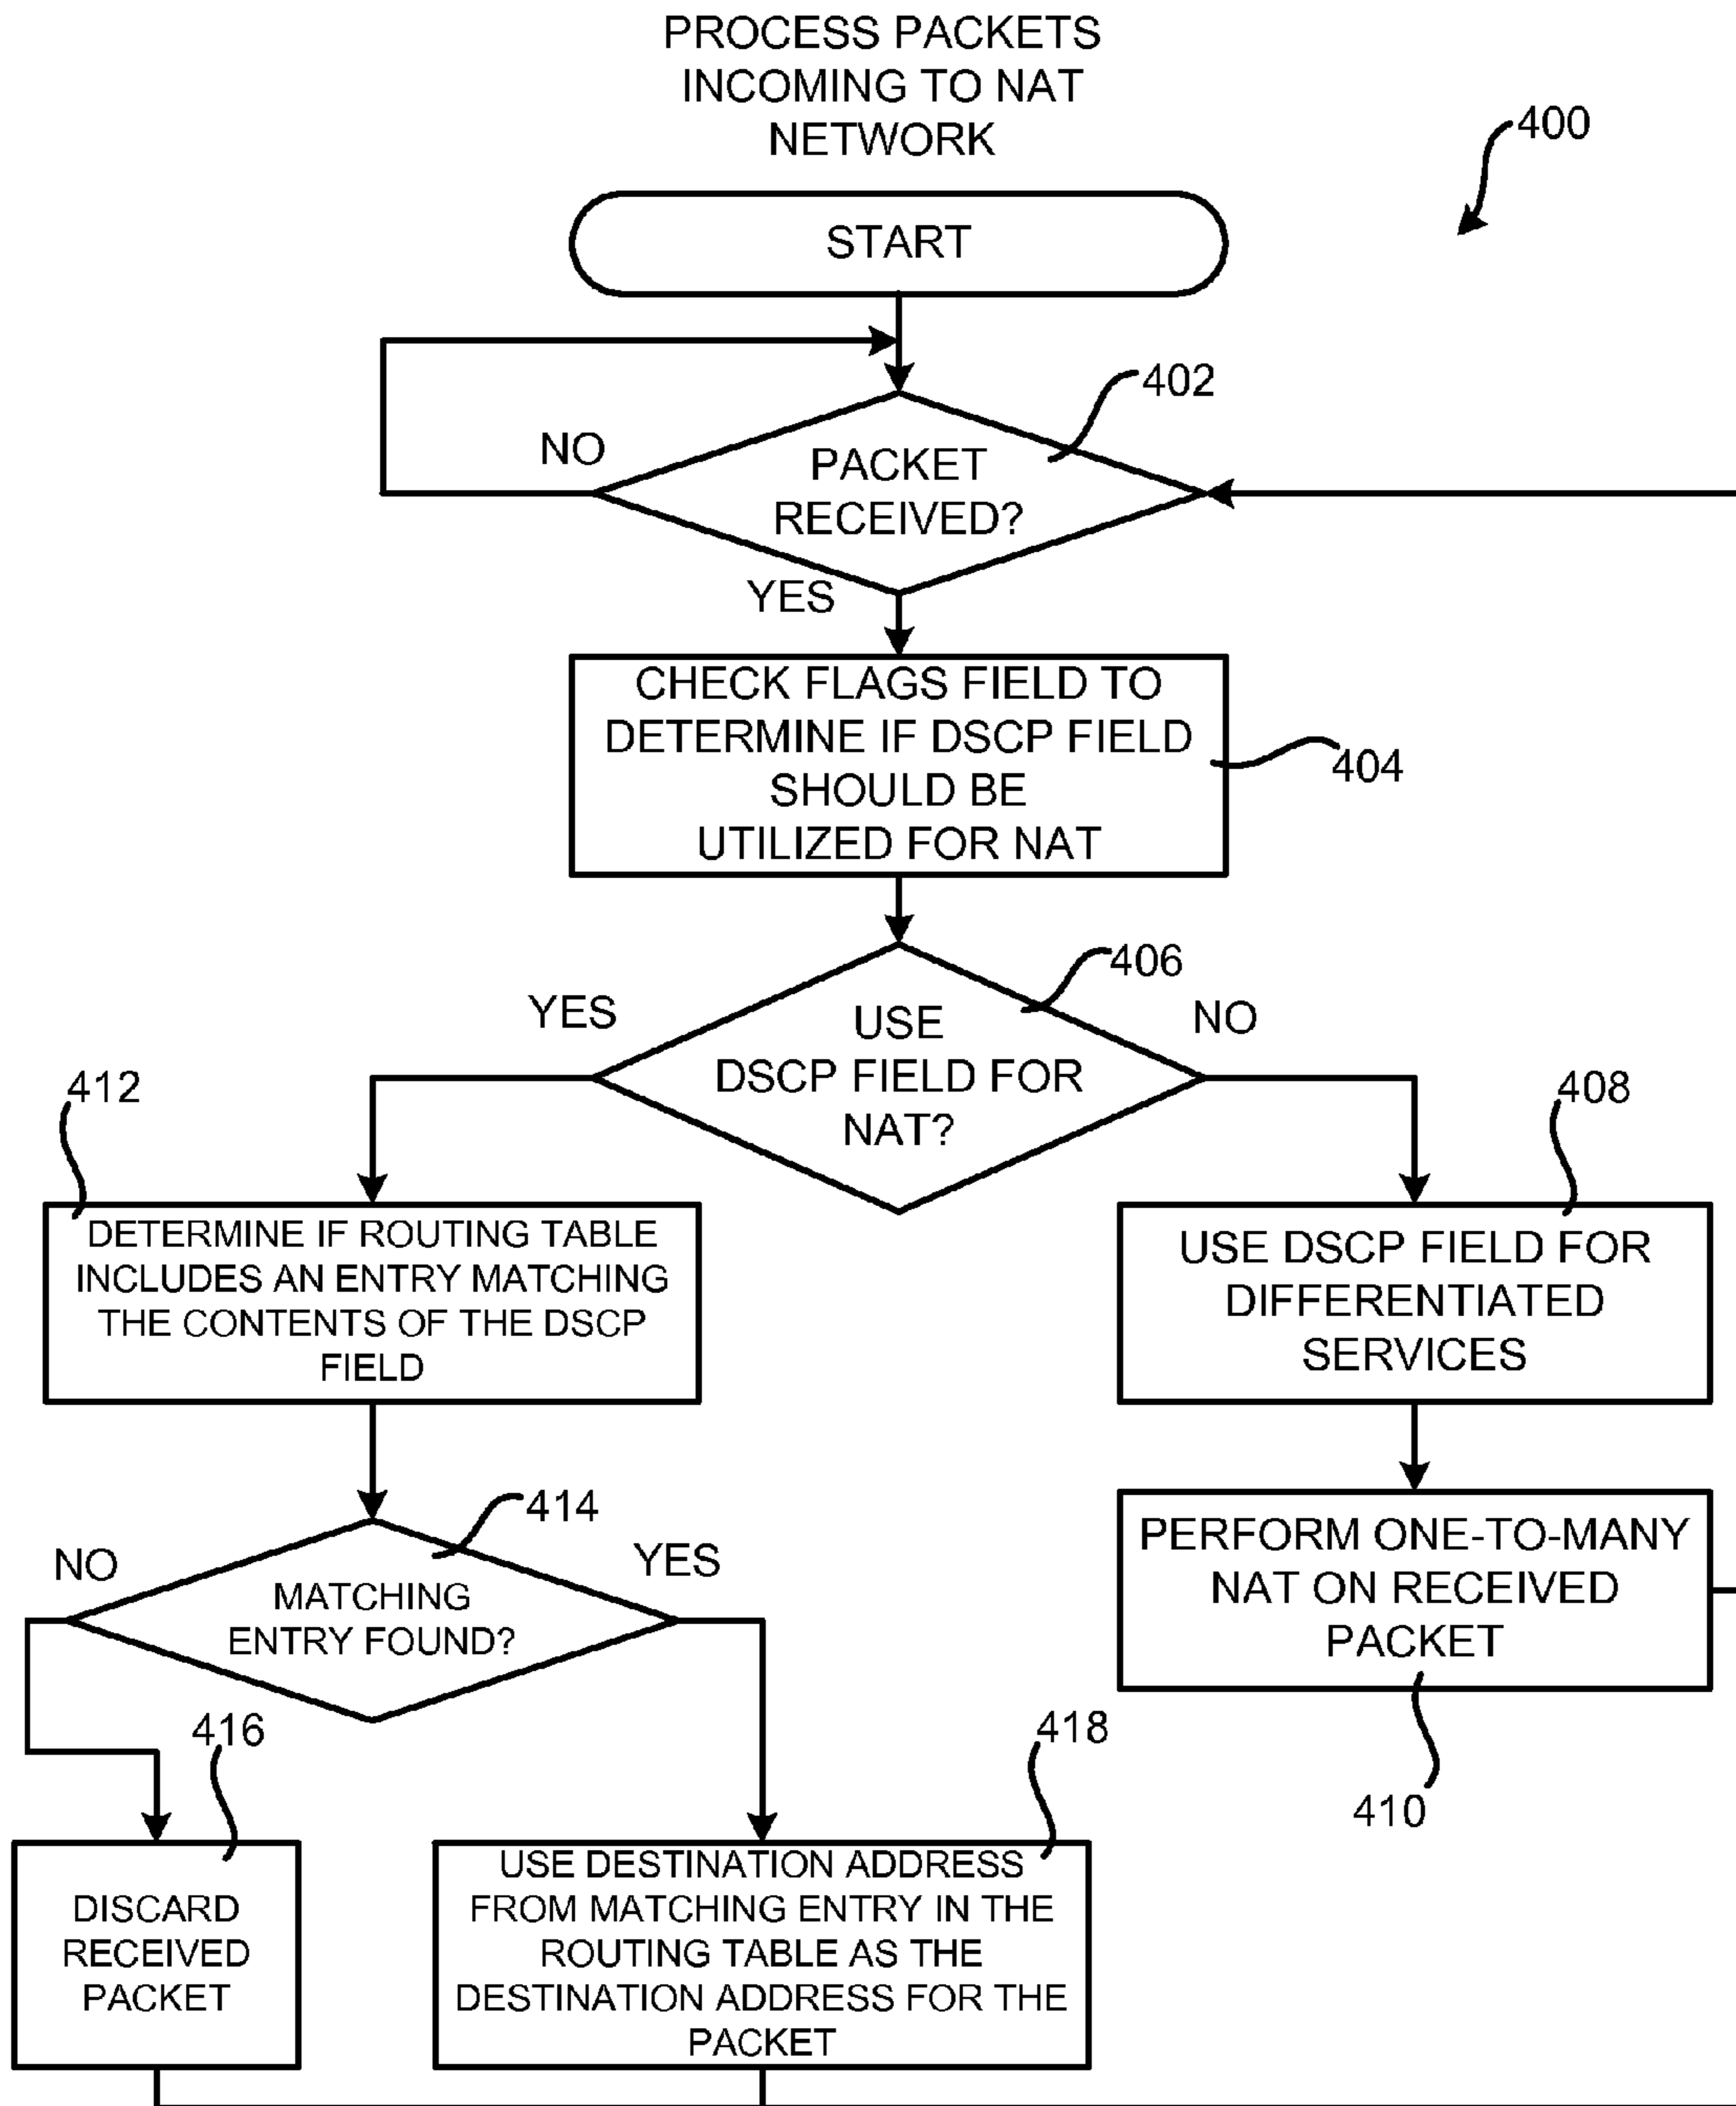 PROCESS PACKETS
INCOMING TO NAT
NETWORK
400
START
402
NO
PACKET
RECEIVED?
YES
CHECK FLAGS FIELD TO
DETERMINE IF DSCP FIELD
SHOULD BE
UTILIZED FOR NAT
404
406
YES
NO
USE
DSCP FIELD FOR
NAT?
412
408
DETERMINE IF ROUTING TABLE
INCLUDES AN ENTRY MATCHING
THE CONTENTS OF THE DSCP
FIELD
USE DSCP FIELD FOR
DIFFERENTIATED
SERVICES
414
NO
YES
MATCHING
ENTRY FOUND?
PERFORM ONE-TO-MANY
NAT ON RECEIVED
PACKET
416
418
410
DISCARD
RECEIVED
PACKET
USE DESTINATION ADDRESS
FROM MATCHING ENTRY IN THE
ROUTING TABLE AS THE
DESTINATION ADDRESS FOR THE
PACKET